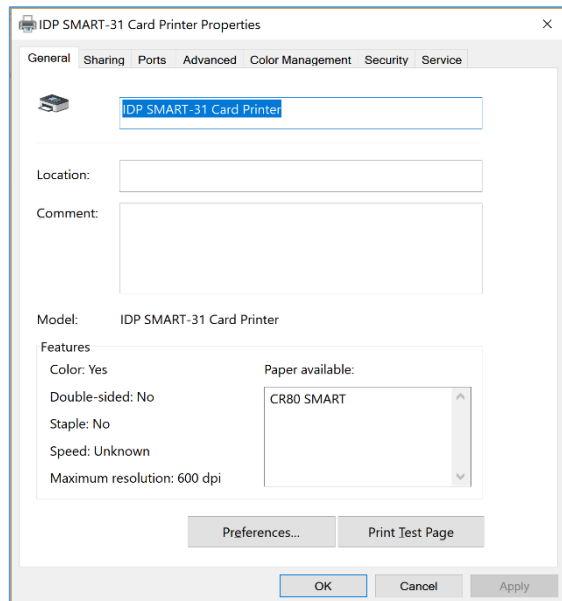 IDP SMART-31 Card Printer Properties
General Sharing Ports Advanced Color Management Security Service
IDP SMART-31 Card Printer
Location:
Comment:
Model: IDP SMART-31 Card Printer
Features
Color: Yes
Paper available:
Double-sided: No
CR80 SMART
Staple: No
Speed: Unknown
Maximum resolution: 600 dpi
Preferences...
Print Test Page
OK
Cancel
Apply